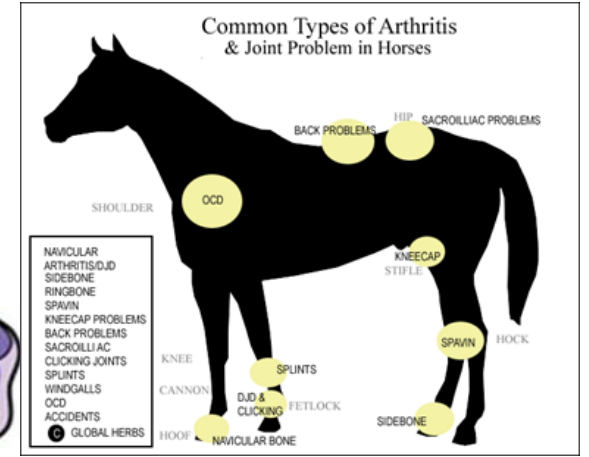 Common Types of Arthritis
& Joint Problem in Horses
HIP
SACROILLIAC PROBLEMS
BACK PROBLEMS
OCD
SHOULDER
KNEECAP
STIFLE
NAVICULAR
ARTHRITIS/DJD
SIDEBONE
RINGBONE
SPAVIN
KNEECAP PROBLEMS
BACK PROBLEMS
SACROILLI AC
CLICKING JOINTS
SPLINTS
WINDGALLS
OCD
ACCIDENTS
C GLOBAL HERBS
SPAVIN
HOCK
KNEE
SPLINTS
CANNON
DJD &
CLICKING
FETLOCK
SIDEBONE
HOOF
NAVICULAR BONE